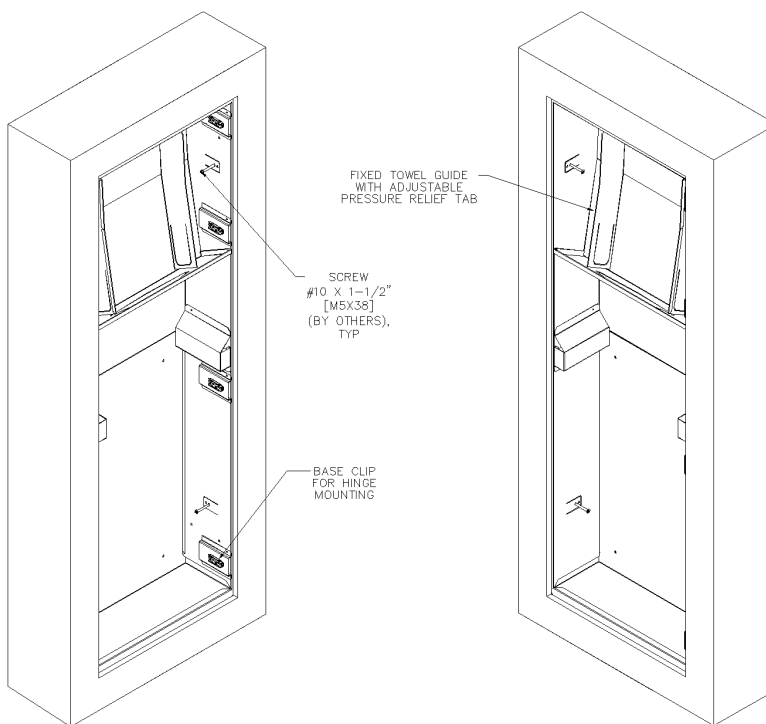 FIXED TOWEL GUIDE
WITH ADJUSTABLE
PRESSURE RELIEF TAB
SCREW
#10 X 1-1/2"
[M5X38]
(BY OTHERS),
TYP
BASE CLIP
FOR HINGE
MOUNTING